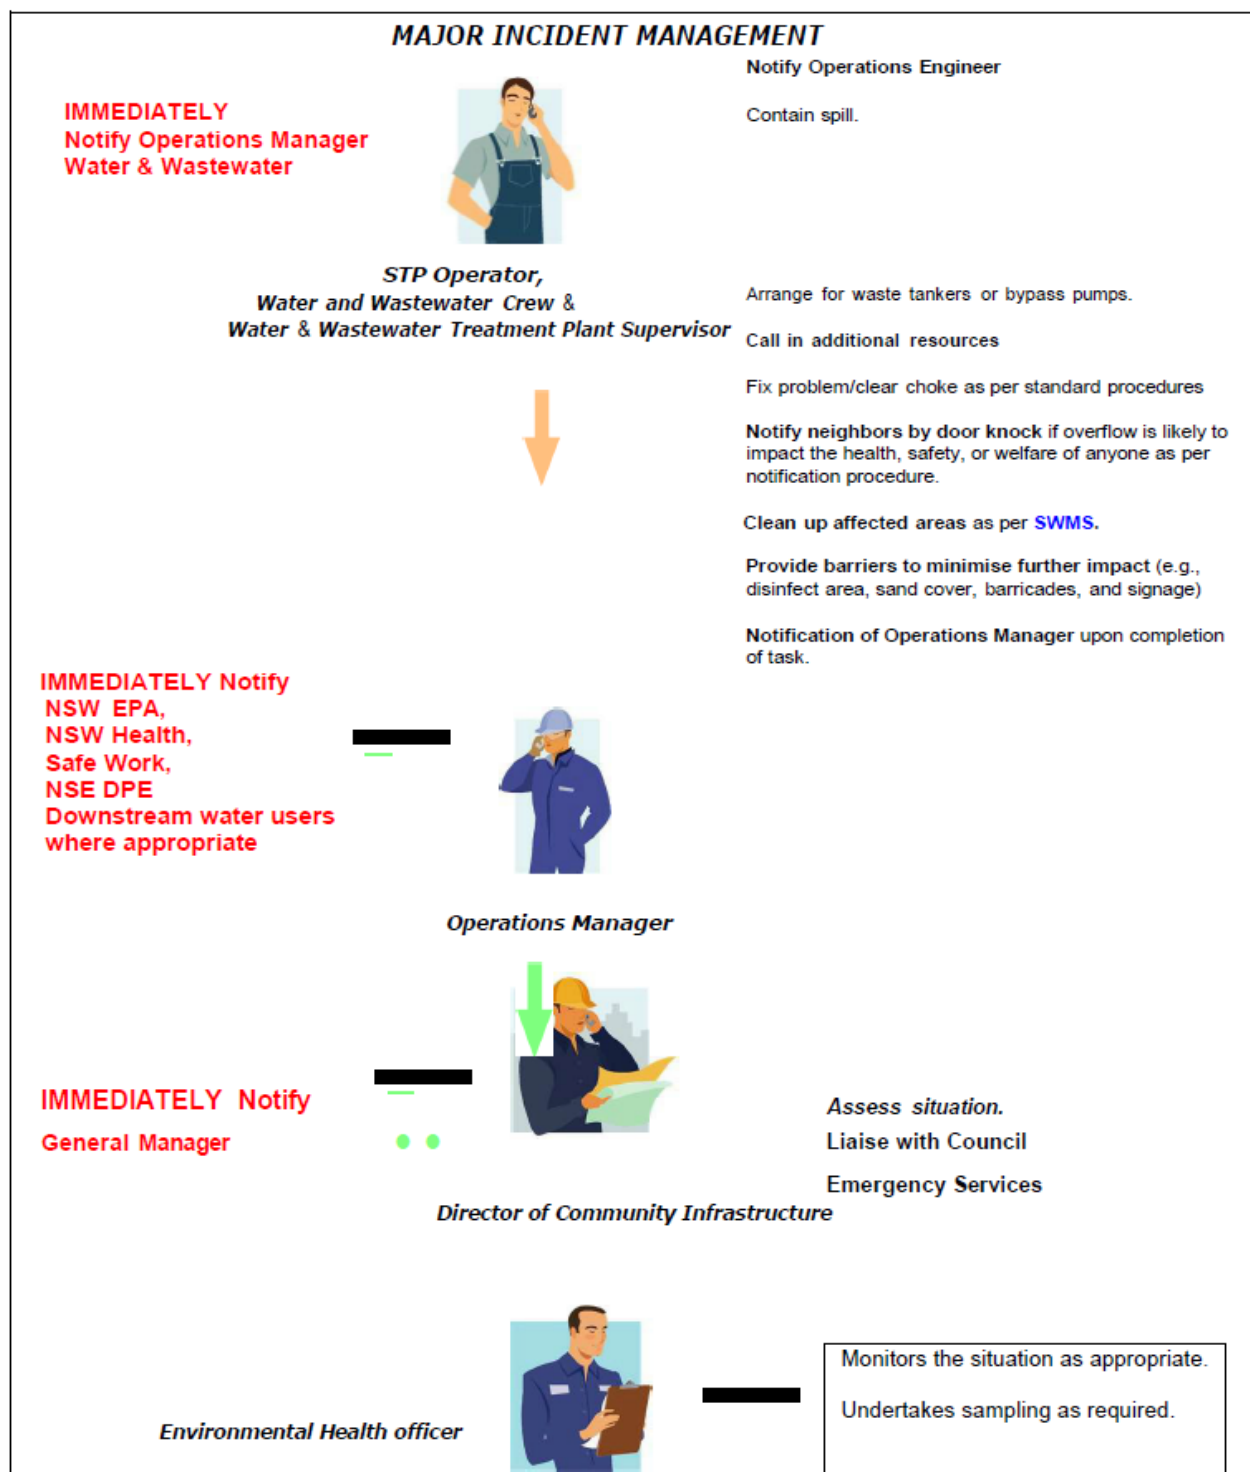 MAJOR INCIDENT MANAGEMENT
IMMEDIATELY
Notify Operations Manager
Water & Wastewater
Notify Operations Engineer
Contain spill.
STP Operator,
Water and Wastewater Crew &
Water & Wastewater Treatment Plant Supervisor
Arrange for waste tankers or bypass pumps.
Call in additional resources
Fix problem/clear choke as per standard procedures
Notify neighbors by door knock if overflow is likely to
impact the health, safety, or welfare of anyone as per
notification procedure.
Clean up affected areas as per SWMS.
Provide barriers to minimise further impact (e.g.,
disinfect area, sand cover, barricades, and signage)
Notification of Operations Manager upon completion
of task.
IMMEDIATELY Notify
NSW EPA,
NSW Health,
Safe Work,
NSE DPE
Downstream water users
where appropriate
Operations Manager
IMMEDIATELY Notify
General Manager
Assess situation.
Liaise with Council
Emergency Services
Director of Community Infrastructure
Environmental Health officer
Monitors the situation as appropriate.
Undertakes sampling as required.